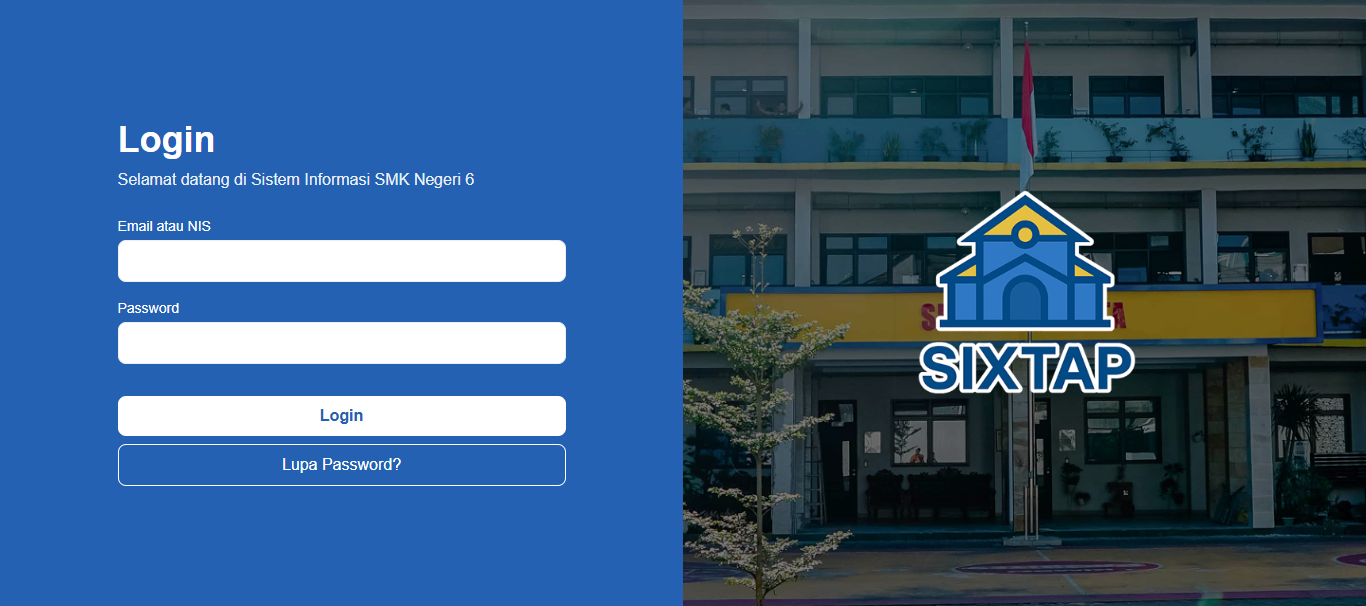 Login
Selamat datang di Sistem Informasi SMK Negeri 6
Email atau NIS
Password
Login
Lupa Password?
SIXTAP